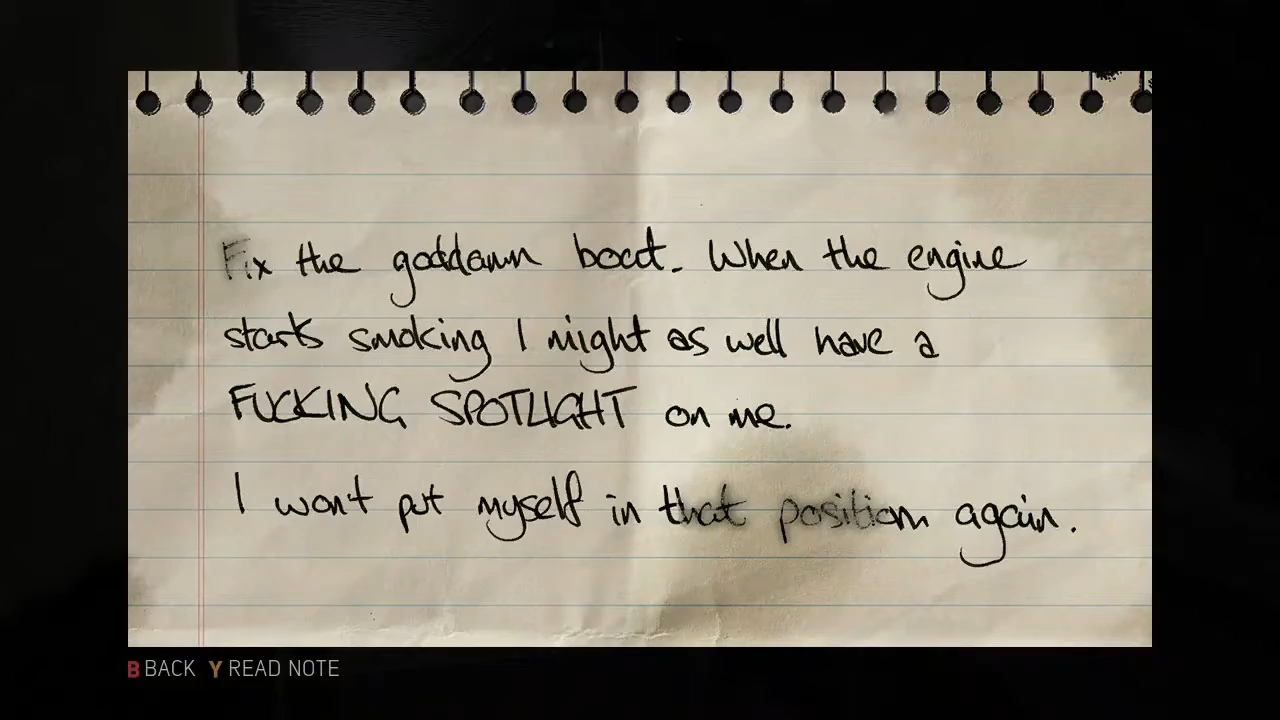 Fix the goddamn boat. When the engine
starts smoking I might as well have a
FUCKING SPOTLIGHT on me.
I wont put myself in that position again.
B BACK Y READ NOTE